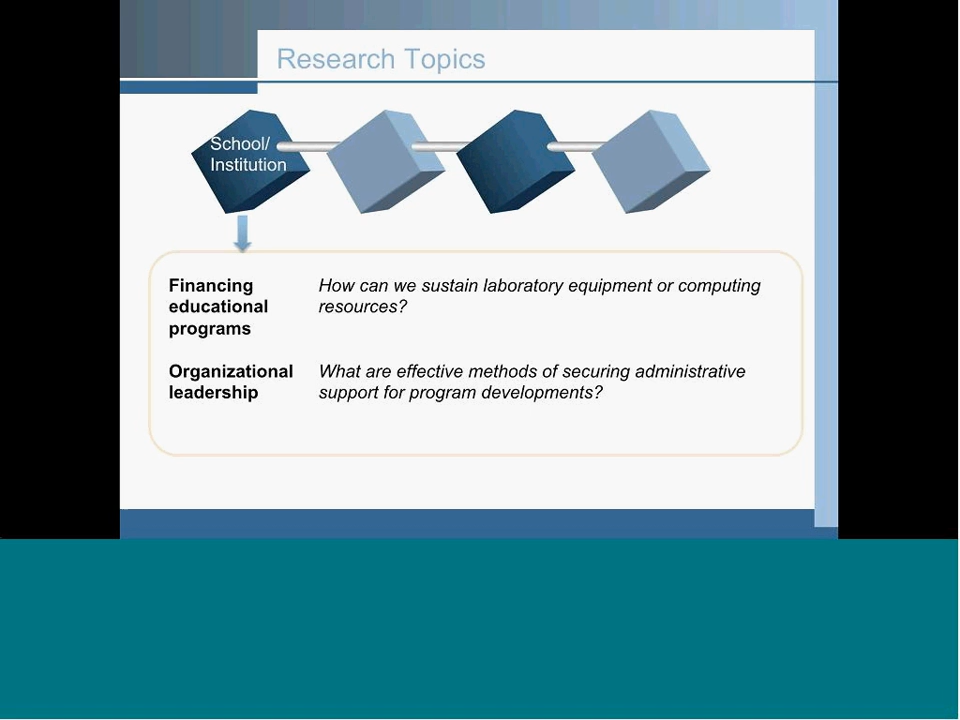 Research Topics
School/
Institution
Financing
educational
programs
How can we sustain laboratory equipment or computing
resources?
Organizational
leadership
What are effective methods of securing administrative
support for program developments?